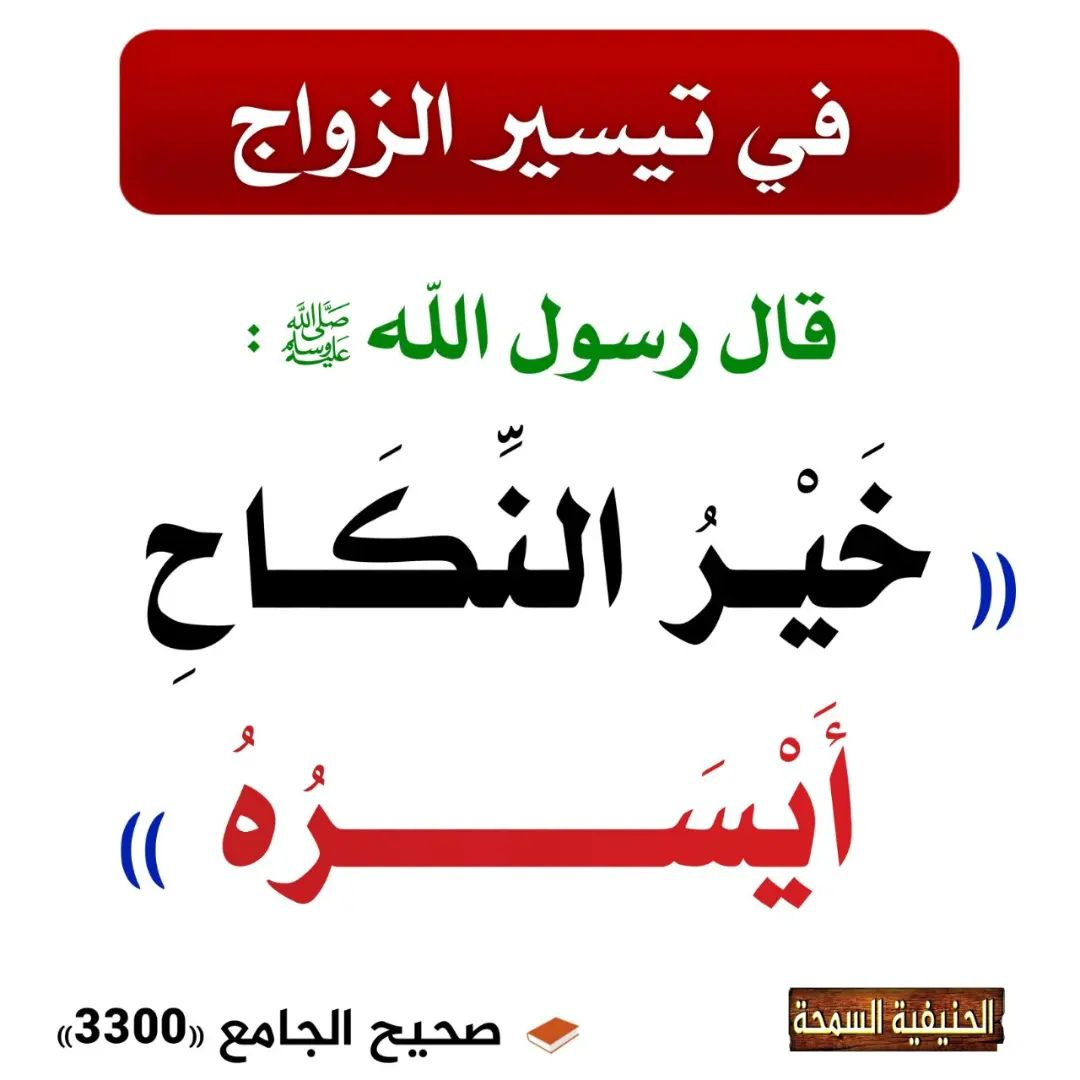 في تيسير الزواج
قال رسول الله ﷺ :
(( خَيْرُ النِّكَاحِ
أَيْسَرُهُ ))
صحيح الجامع ((3300))
الحنيفية السمحة